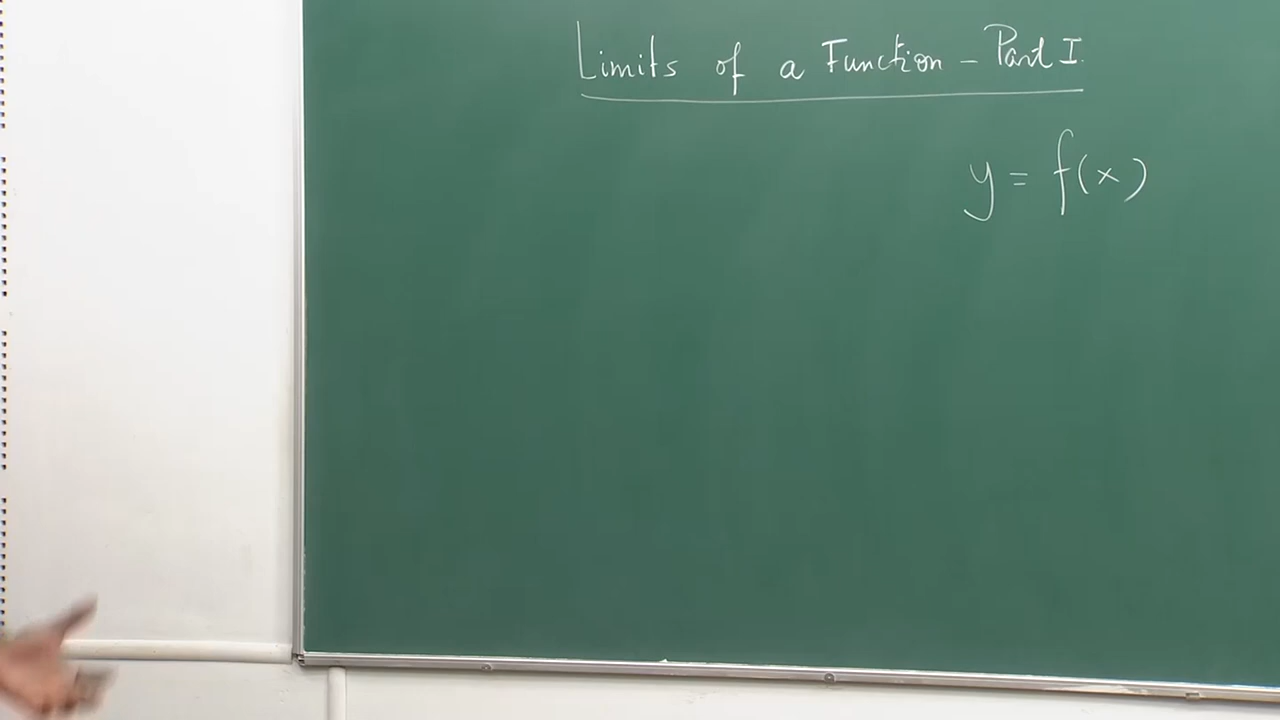 Limits of a Function - Part I.
y = f(x)